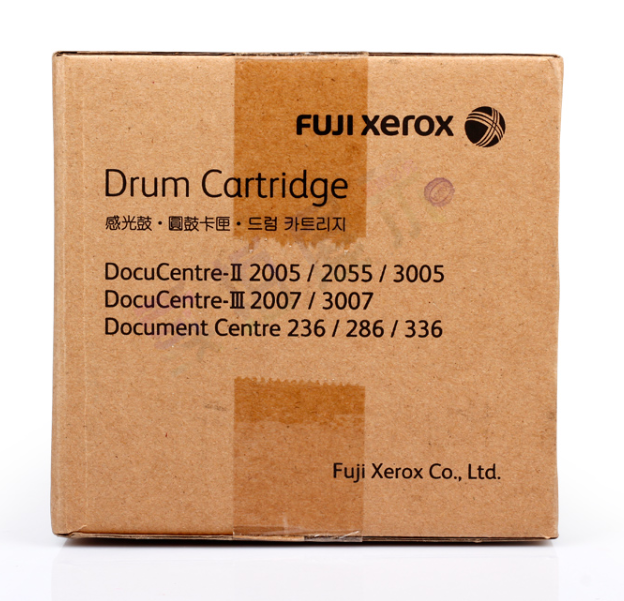 FUJI xerox
Drum Cartridge
感光鼓・圓鼓卡匣・드럼 카트리지
DocuCentre-Ⅱ 2005 / 2055 / 3005
DocuCentre-Ⅲ 2007 / 3007
Document Centre 236 / 286 / 336
Fuji Xerox Co., Ltd.